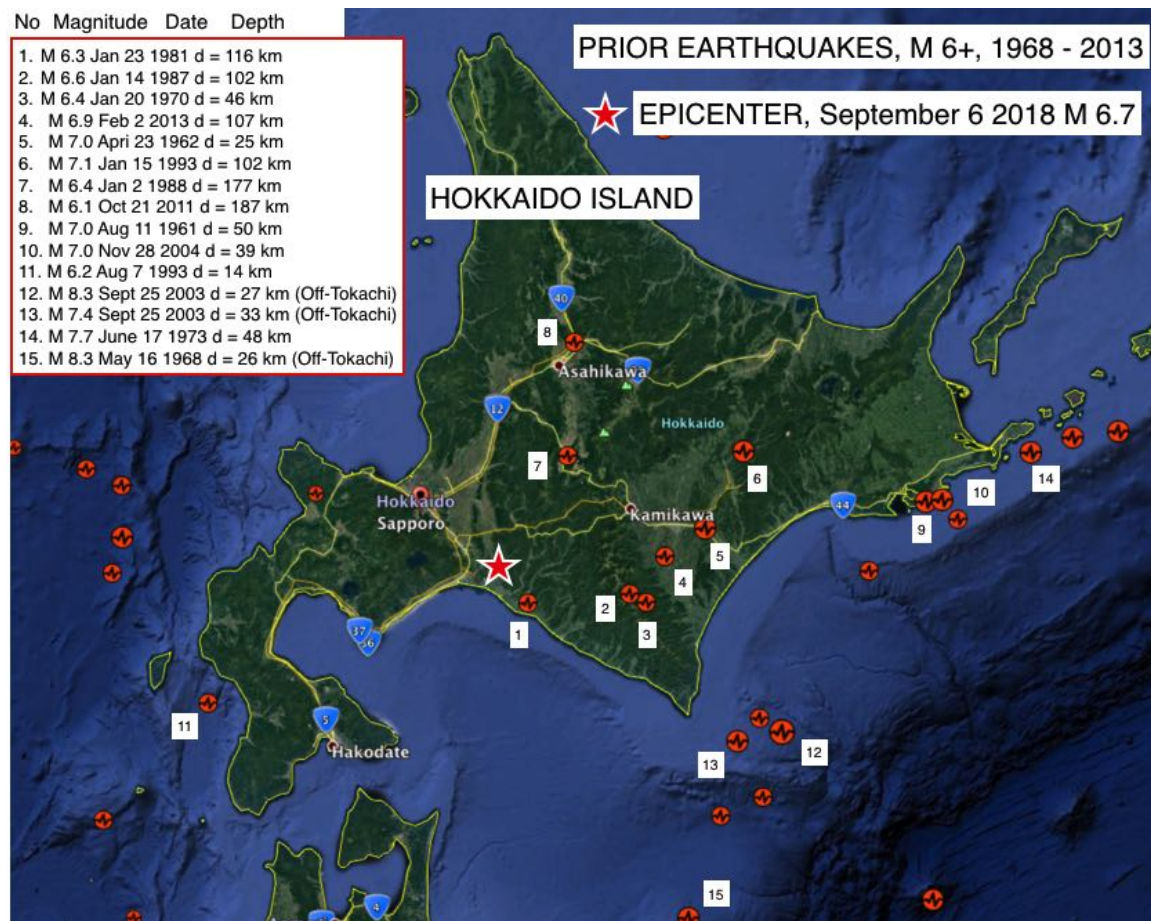 No Magnitude Date Depth
1. M 6.3 Jan 23 1981 d = 116 km
2. M 6.6 Jan 14 1987 d = 102 km
3. M 6.4 Jan 20 1970 d = 46 km
4. M 6.9 Feb 2 2013 d = 107 km
5. M 7.0 Apri 23 1962 d = 25 km
6. M 7.1 Jan 15 1993 d = 102 km
7. M 6.4 Jan 2 1988 d = 177 km
8. M 6.1 Oct 21 2011 d = 187 km
9. M 7.0 Aug 11 1961 d = 50 km
10. M 7.0 Nov 28 2004 d = 39 km
11. M 6.2 Aug 7 1993 d = 14 km
12. M 8.3 Sept 25 2003 d = 27 km (Off-Tokachi)
13. M 7.4 Sept 25 2003 d = 33 km (Off-Tokachi)
14. M 7.7 June 17 1973 d = 48 km
15. M 8.3 May 16 1968 d = 26 km (Off-Tokachi)
PRIOR EARTHQUAKES, M 6+, 1968 - 2013
EPICENTER, September 6 2018 M 6.7
HOKKAIDO ISLAND
40
8
Asahikawa
12
Hokkaido
7
6
14
10
Hokkaido
Sapporo
Kamikawa
44
9
5
4
2
3
1
37
36
11
5
Hakodate
13
12
15
4